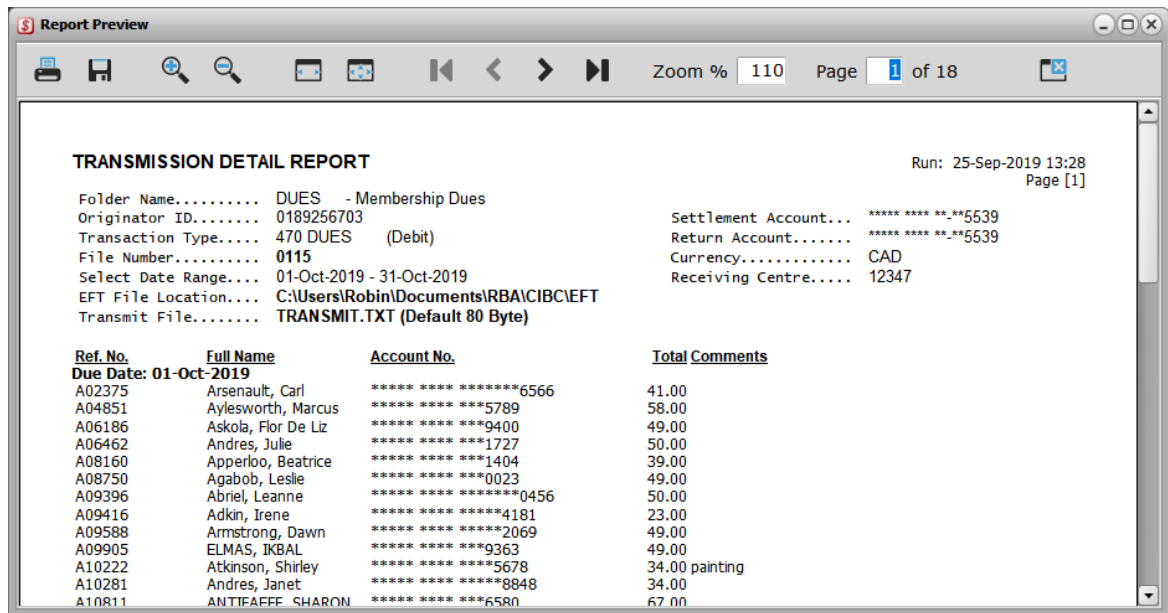 Report Preview
Zoom % 110 Page 1 of 18
TRANSMISSION DETAIL REPORT
Run: 25-Sep-2019 13:28
Page [1]
Folder Name.......... DUES - Membership Dues
Originator ID........ 0189256703 Settlement Account... ***** **** **-**5539
Transaction Type..... 470 DUES (Debit) Return Account....... ***** **** **-**5539
File Number.......... 0115 Currency............. CAD
Select Date Range.... 01-Oct-2019 - 31-Oct-2019 Receiving Centre..... 12347
EFT File Location.... C:\Users\Robin\Documents\RBA\CIBC\EFT
Transmit File........ TRANSMIT.TXT (Default 80 Byte)
Ref. No. Full Name Account No. Total Comments
Due Date: 01-Oct-2019
A02375 Arsenault, Carl ***** **** *******6566 41.00
A04851 Aylesworth, Marcus ***** **** ***5789 58.00
A06186 Askola, Flor De Liz ***** **** ***9400 49.00
A06462 Andres, Julie ***** **** ***1727 50.00
A08160 Apperloo, Beatrice ***** **** ***1404 39.00
A08750 Agabob, Leslie ***** **** ***0023 49.00
A09396 Abriel, Leanne ***** **** *******0456 50.00
A09416 Adkin, Irene ***** **** *****4181 23.00
A09588 Armstrong, Dawn ***** **** *****2069 49.00
A09905 ELMAS, IKBAL ***** **** ***9363 49.00
A10222 Atkinson, Shirley ***** **** ****5678 34.00 painting
A10281 Andres, Janet ***** **** *****8848 34.00
A10811 ANTIFAEFF, SHARON ***** **** ***6580 67.00